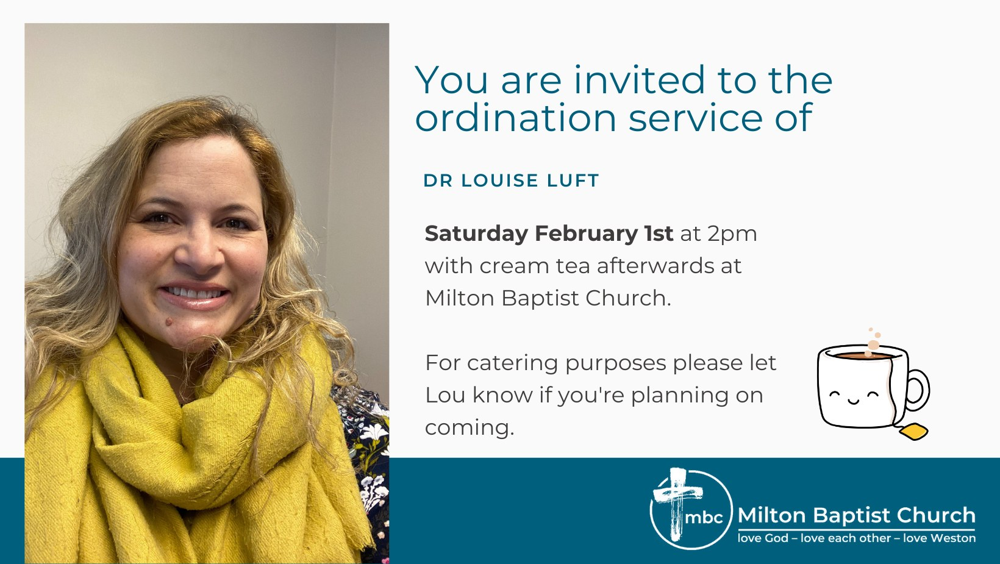 You are invited to the
ordination service of
DR LOUISE LUFT
Saturday February 1st at 2pm
with cream tea afterwards at
Milton Baptist Church.
For catering purposes please let
Lou know if you're planning on
coming.
mbc
Milton Baptist Church
love God – love each other – love Weston